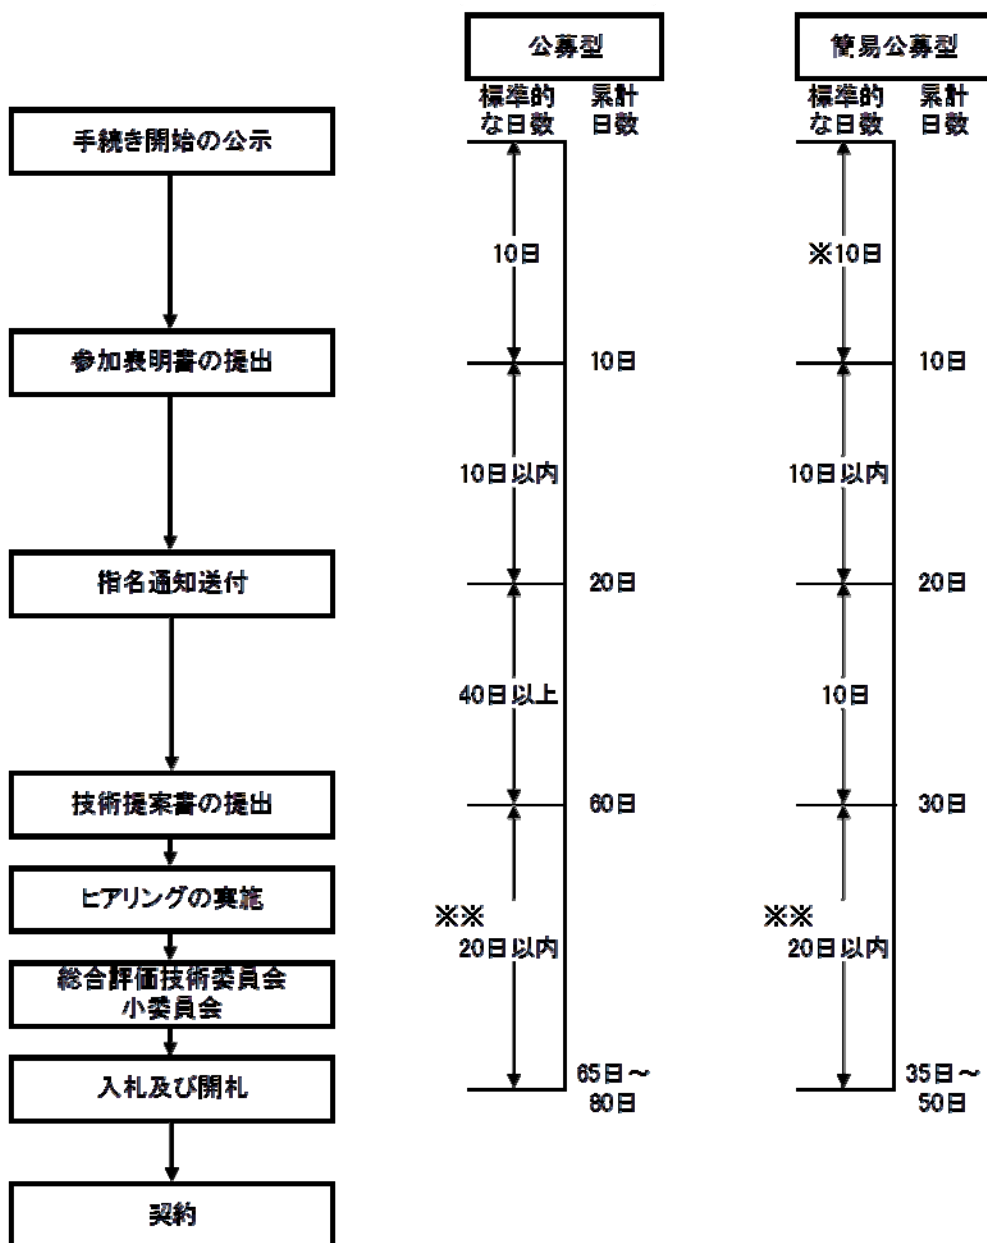 公募型
簡易公募型
標準的
な日数
累計
日数
標準的
な日数
累計
日数
手続き開始の公示
10日
※10日
参加表明書の提出
10日
10日
10日以内
10日以内
指名通知送付
20日
20日
40日以上
10日
技術提案書の提出
60日
30日
ヒアリングの実施
※※
20日以内
※※
20日以内
総合評価技術委員会
小委員会
入札及び開札
65日～
80日
35日～
50日
契約